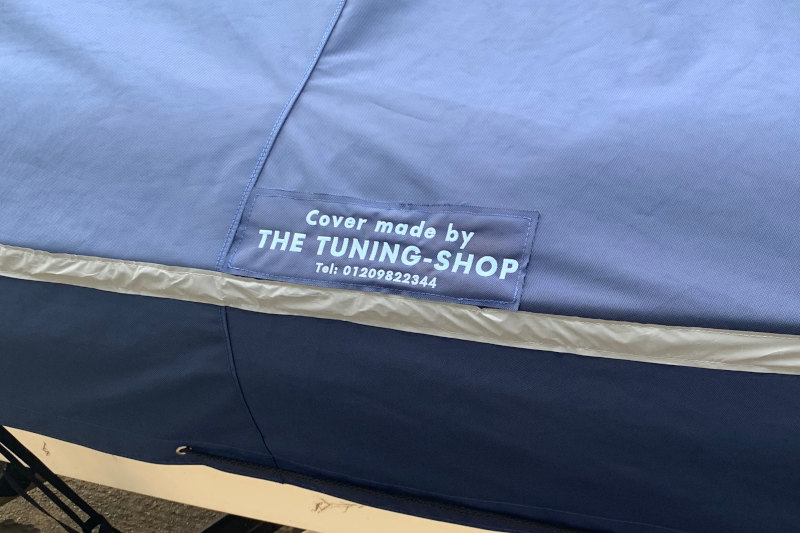 Cover made by
THE TUNING-SHOP
Tel: 01209822344